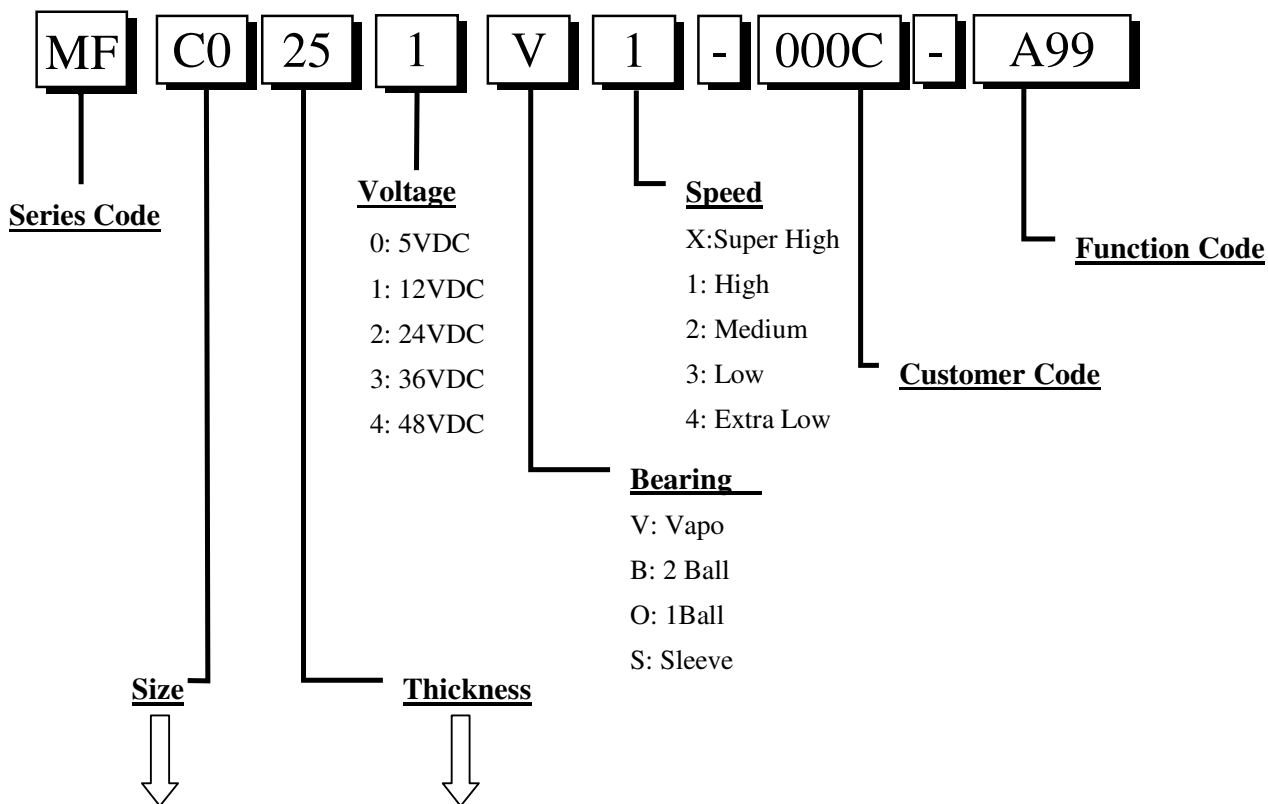 MF C0 25 1 V 1 - 000C - A99
Series Code
Voltage
0: 5VDC
1: 12VDC
2: 24VDC
3: 36VDC
4: 48VDC
Speed
X:Super High
1: High
2: Medium
3: Low
4: Extra Low
Function Code
Customer Code
Bearing
V: Vapo
B: 2 Ball
O: 1Ball
S: Sleeve
Size
Thickness